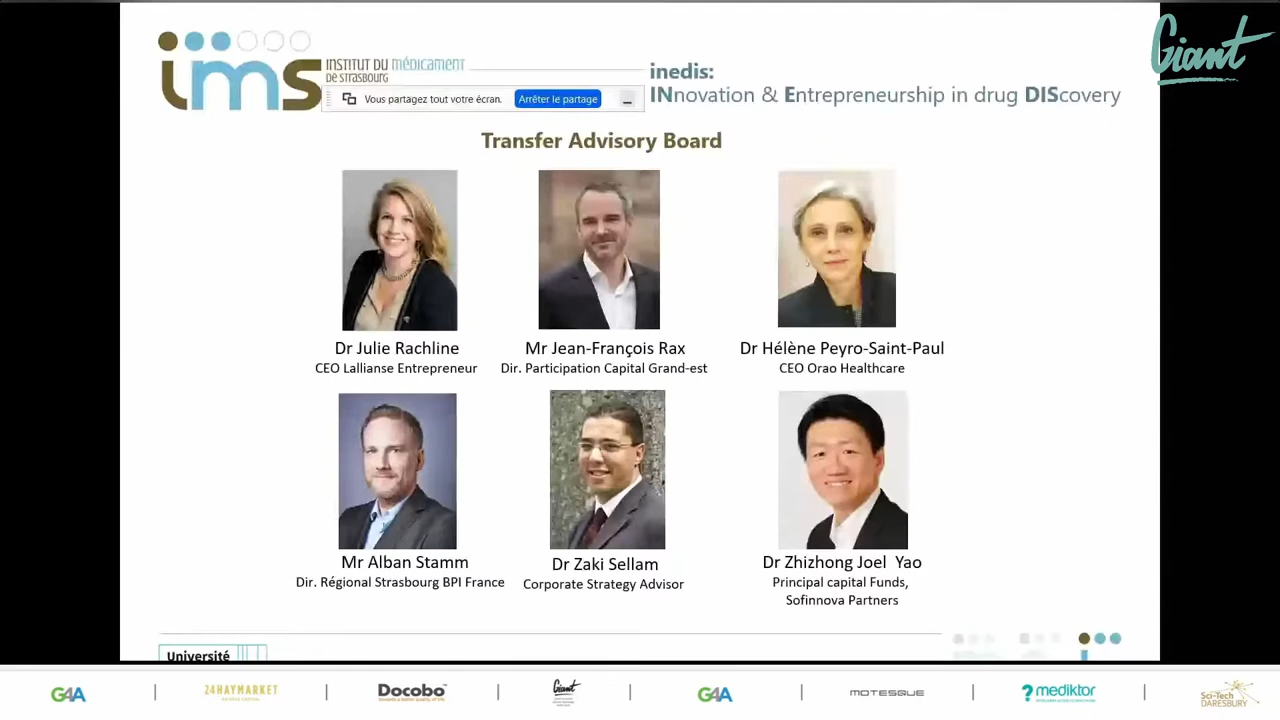 Giant
ims
INSTITUT DU MÉDICAMENT
DE STRASBOURG
Vous partagez tout votre écran. Arrêter le partage
inedis:
INnovation & Entrepreneurship in drug DIScovery
Transfer Advisory Board
Dr Julie Rachline
CEO Lallianse Entrepreneur
Mr Jean-François Rax
Dir. Participation Capital Grand-est
Dr Hélène Peyro-Saint-Paul
CEO Orao Healthcare
Mr Alban Stamm
Dir. Régional Strasbourg BPI France
Dr Zaki Sellam
Corporate Strategy Advisor
Dr Zhizhong Joel Yao
Principal capital Funds,
Sofinnova Partners
Université
G4A
24HAYMARKET
Docobo
Giant
G4A
MOTESQUE
mediktor
Sci-Tech
DARESBURY